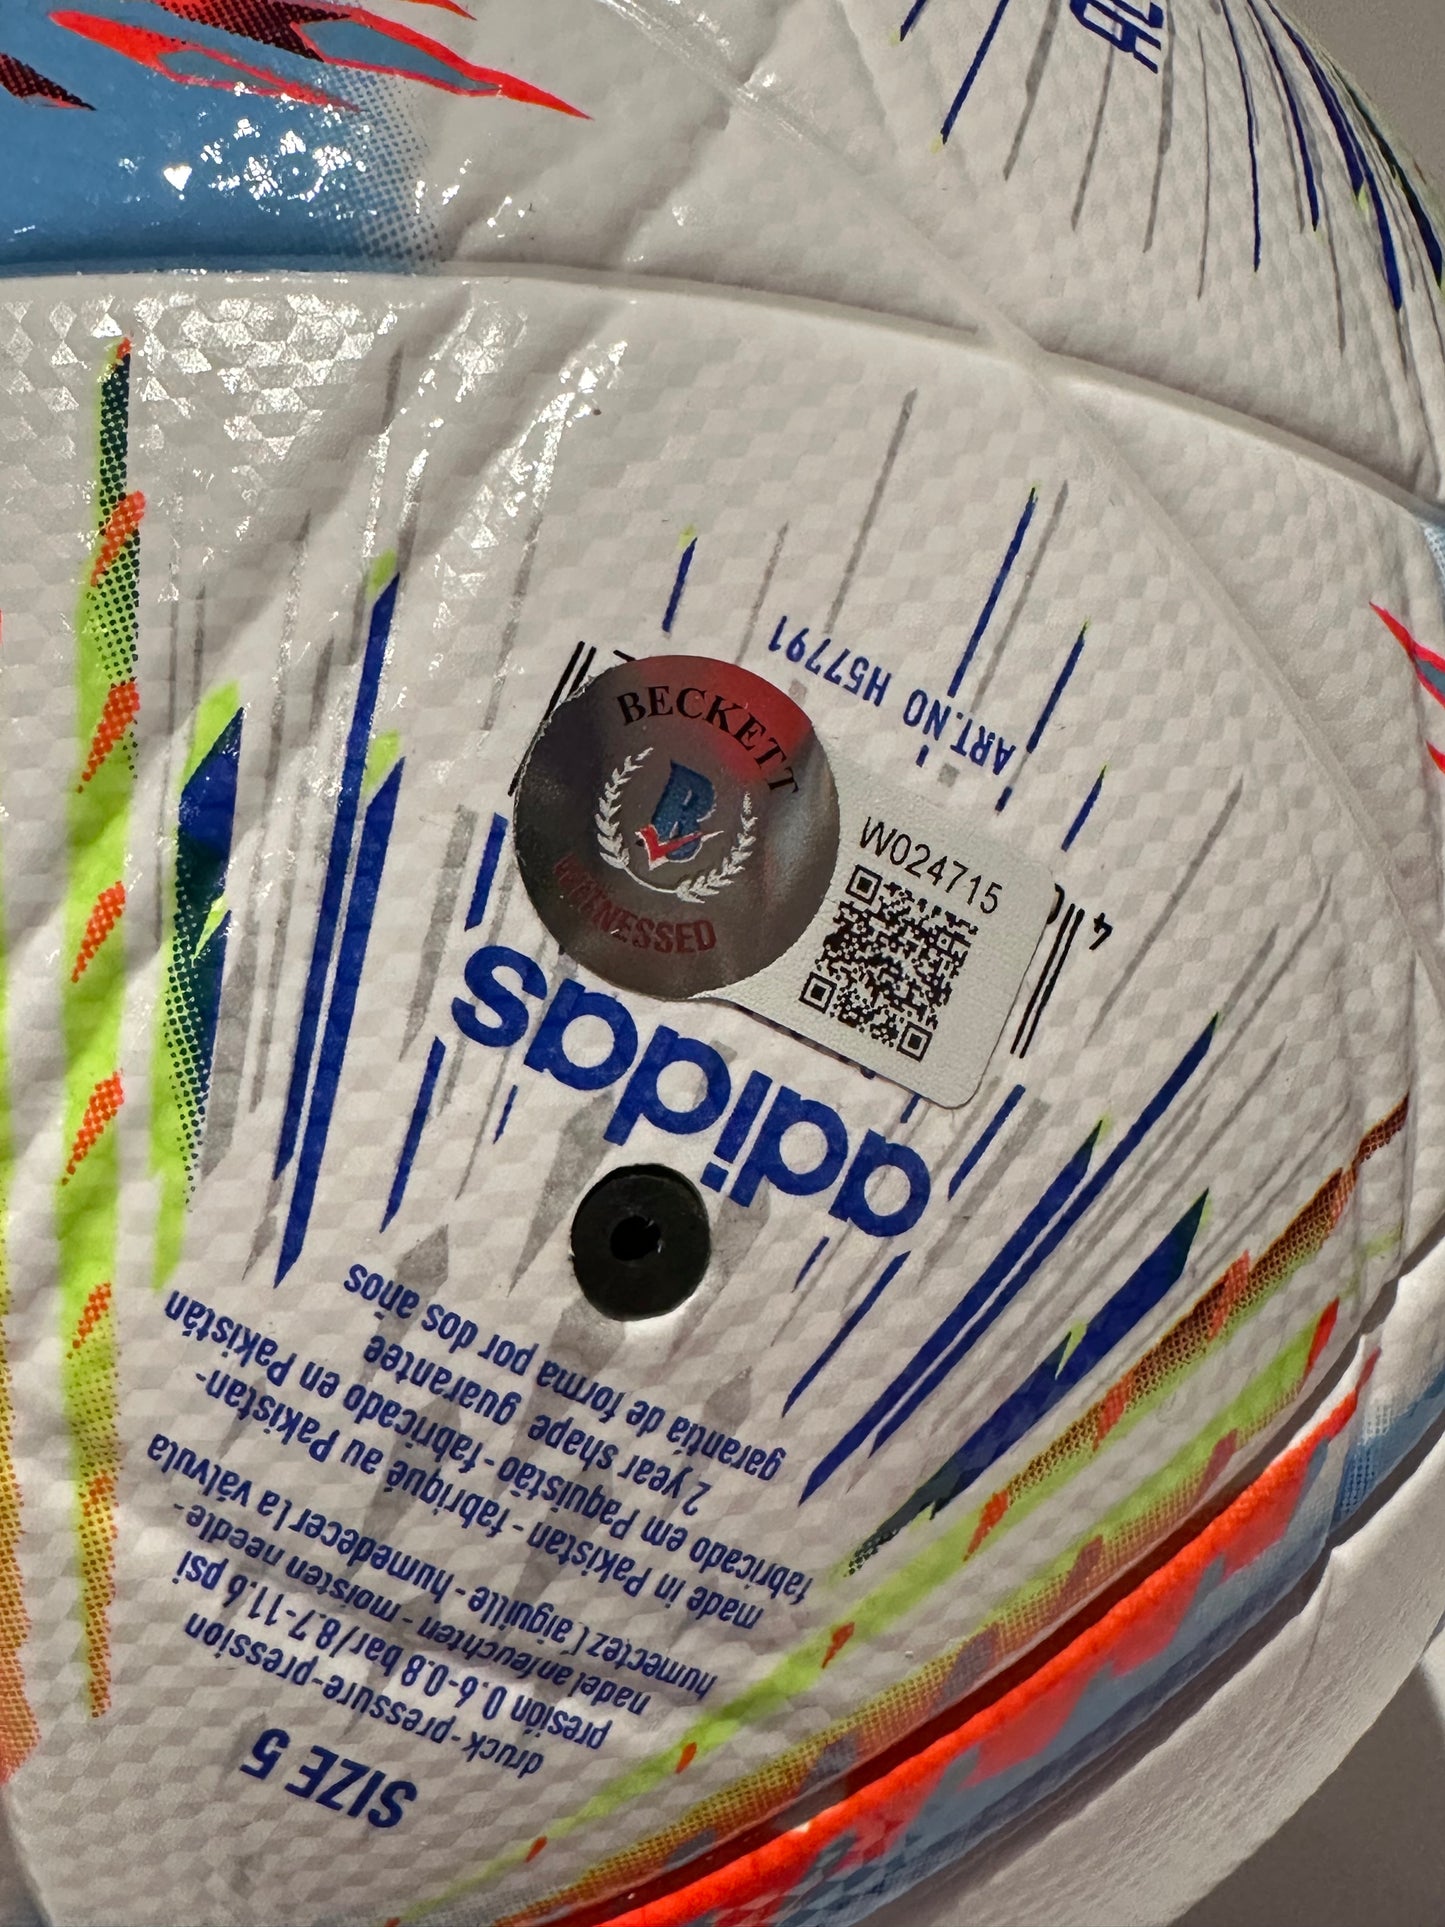 BECKETT
B
WITNESSED
W024715
ART.NO H57791
4
adidas
garantía de forma por dos años
2 year shape guarantee
fabricado em Paquistão - fabricado en Pakistán
made in Pakistan - fabriqué au Pakistan-
humectez l'aiguille - humedecer la válvula
nadel anfeuchten - moisten needle-
presión 0.6-0.8 bar/8.7-11.6 psi
druck-pressure-pression
SIZE 5